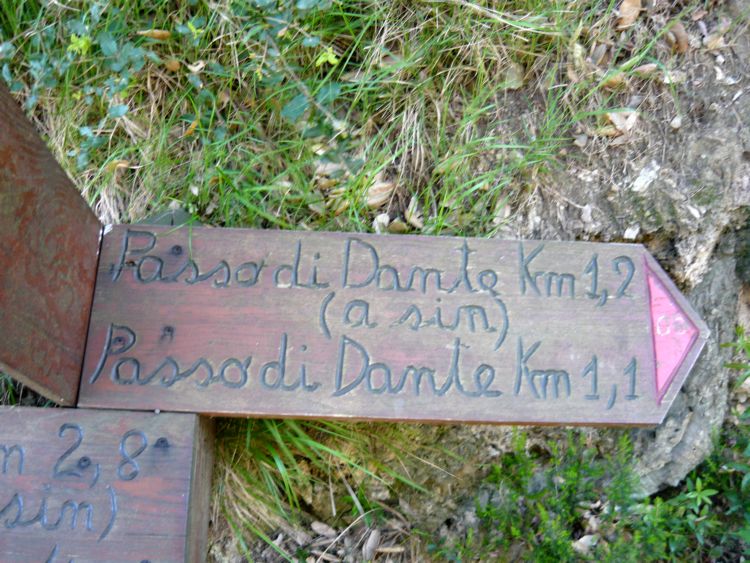 Passo di Dante Km 1,2
(a sin)
Passo di Dante Km 1,1
m 2,8
sin)